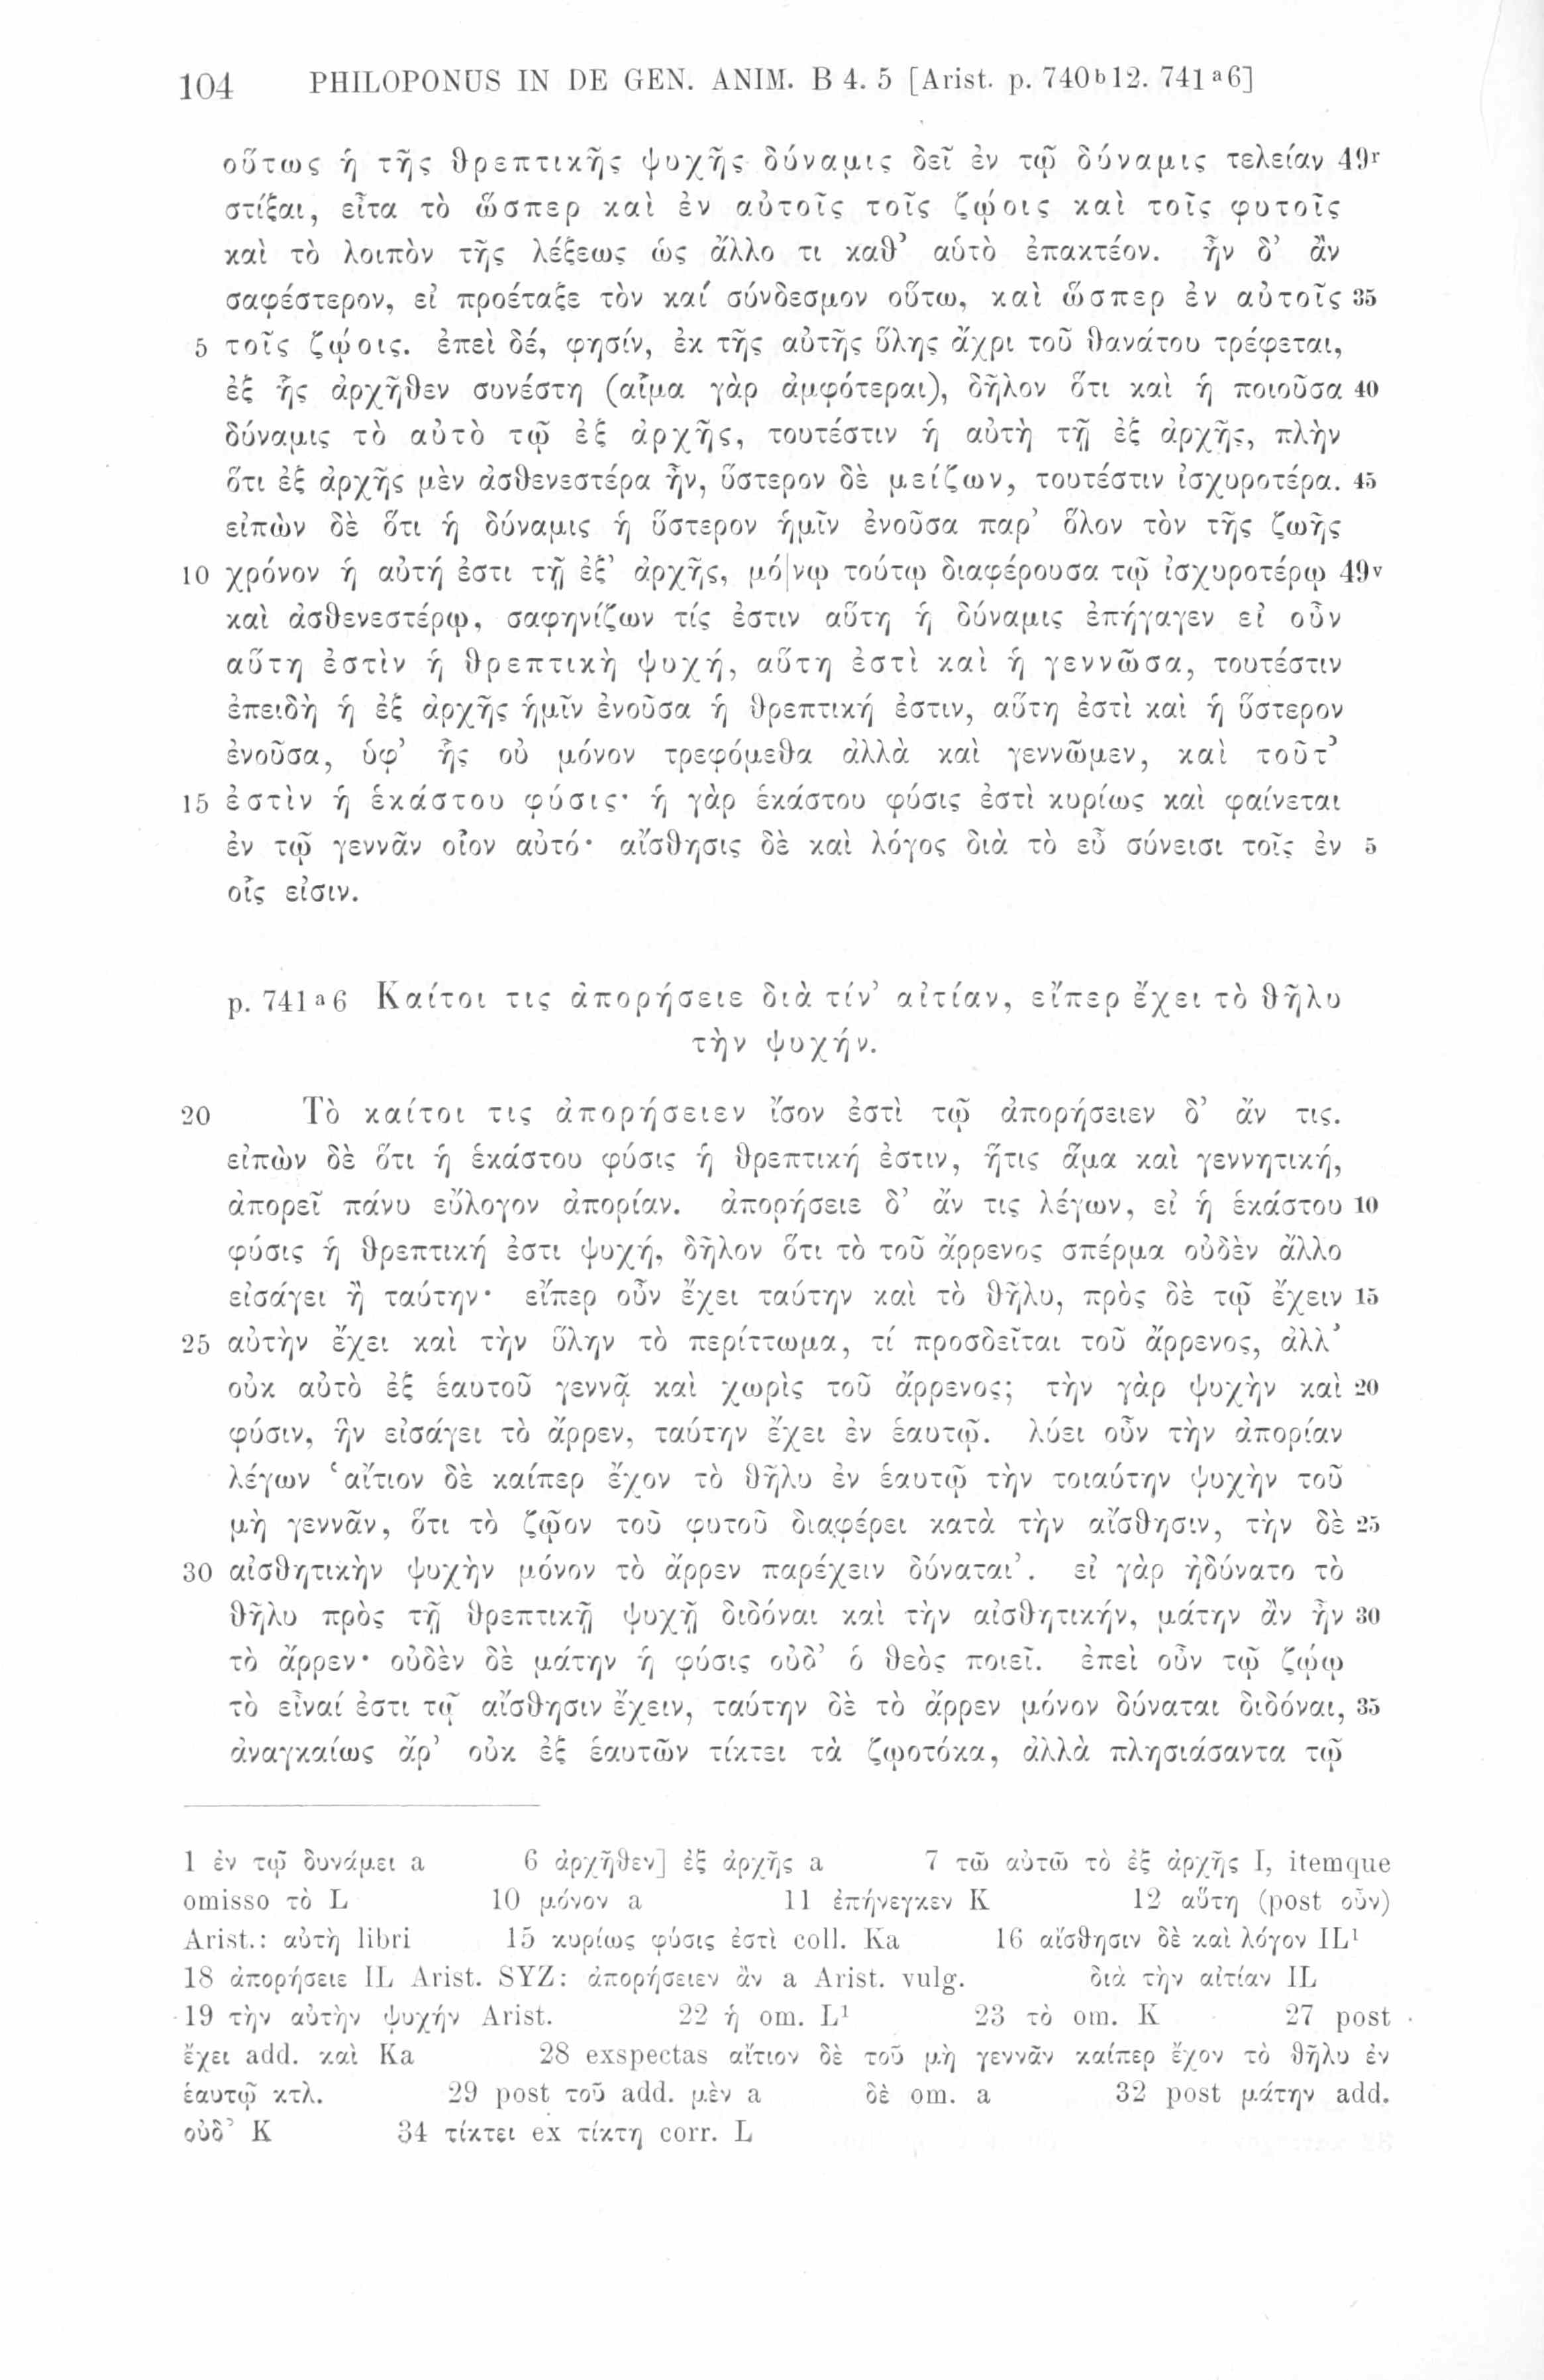 104 PHILOPONUS IN DE GEN. ANIM. B 4. 5 [Arist. p. 740b12. 741a6]
οὕτως ἡ τῆς θρεπτικῆς ψυχῆς δύναμις δεῖ ἐν τῷ δύναμις τελείαν 49r
στίξαι, εἶτα τὸ ὥσπερ καὶ ἐν αὐτοῖς τοῖς ζῴοις καὶ τοῖς φυτοῖς
καὶ τὸ λοιπὸν τῆς λέξεως ὡς ἄλλο τι καθ' αὑτὸ ἐπακτέον. ἦν δ' ἂν
σαφέστερον, εἰ προέταξε τὸν καί σύνδεσμον οὕτω, καὶ ὥσπερ ἐν αὐτοῖς 35
5 τοῖς ζῴοις. ἐπεὶ δέ, φησίν, ἐκ τῆς αὐτῆς ὕλης ἄχρι τοῦ θανάτου τρέφεται,
ἐξ ἧς ἀρχῆθεν συνέστη (αἷμα γὰρ ἀμφότεραι), δῆλον ὅτι καὶ ἡ ποιοῦσα 40
δύναμις τὸ αὐτὸ τῷ ἐξ ἀρχῆς, τουτέστιν ἡ αὐτὴ τῇ ἐξ ἀρχῆς, πλὴν
ὅτι ἐξ ἀρχῆς μὲν ἀσθενεστέρα ἦν, ὕστερον δὲ μείζων, τουτέστιν ἰσχυροτέρα. 45
εἰπὼν δὲ ὅτι ἡ δύναμις ἡ ὕστερον ἡμῖν ἐνοῦσα παρ' ὅλον τὸν τῆς ζωῆς
10 χρόνον ἡ αὐτή ἐστι τῇ ἐξ' ἀρχῆς, μό|νῳ τούτῳ διαφέρουσα τῷ ἰσχυροτέρῳ 49v
καὶ ἀσθενεστέρῳ, σαφηνίζων τίς ἐστιν αὕτη ἡ δύναμις ἐπήγαγεν εἰ οὖν
αὕτη ἐστὶν ἡ θρεπτικὴ ψυχή, αὕτη ἐστὶ καὶ ἡ γεννῶσα, τουτέστιν
ἐπειδὴ ἡ ἐξ ἀρχῆς ἡμῖν ἐνοῦσα ἡ θρεπτική ἐστιν, αὕτη ἐστὶ καὶ ἡ ὕστερον
ἐνοῦσα, ὑφ' ἧς οὐ μόνον τρεφόμεθα ἀλλὰ καὶ γεννῶμεν, καὶ τοῦτ'
15 ἐστὶν ἡ ἑκάστου φύσις· ἡ γὰρ ἑκάστου φύσις ἐστὶ κυρίως καὶ φαίνεται
ἐν τῷ γεννᾶν οἷον αὐτό· αἴσθησις δὲ καὶ λόγος διὰ τὸ εὖ σύνεισι τοῖς ἐν 5
οἷς εἰσιν.
p. 741a6 Καίτοι τις ἀπορήσειε διὰ τίν' αἰτίαν, εἴπερ ἔχει τὸ θῆλυ
τὴν ψυχήν.
20 Τὸ καίτοι τις ἀπορήσειεν ἴσον ἐστὶ τῷ ἀπορήσειεν δ' ἄν τις.
εἰπὼν δὲ ὅτι ἡ ἑκάστου φύσις ἡ θρεπτική ἐστιν, ἥτις ἅμα καὶ γεννητική,
ἀπορεῖ πάνυ εὔλογον ἀπορίαν. ἀπορήσειε δ' ἄν τις λέγων, εἰ ἡ ἑκάστου 10
φύσις ἡ θρεπτική ἐστι ψυχή, δῆλον ὅτι τὸ τοῦ ἄρρενος σπέρμα οὐδὲν ἄλλο
εἰσάγει ἢ ταύτην· εἴπερ οὖν ἔχει ταύτην καὶ τὸ θῆλυ, πρὸς δὲ τῷ ἔχειν 15
25 αὐτὴν ἔχει καὶ τὴν ὕλην τὸ περίττωμα, τί προσδεῖται τοῦ ἄρρενος, ἀλλ'
οὐκ αὐτὸ ἐξ ἑαυτοῦ γεννᾷ καὶ χωρὶς τοῦ ἄρρενος; τὴν γὰρ ψυχὴν καὶ 20
φύσιν, ἣν εἰσάγει τὸ ἄρρεν, ταύτην ἔχει ἐν ἑαυτῷ. λύει οὖν τὴν ἀπορίαν
λέγων ‘αἴτιον δὲ καίπερ ἔχον τὸ θῆλυ ἐν ἑαυτῷ τὴν τοιαύτην ψυχὴν τοῦ
μὴ γεννᾶν, ὅτι τὸ ζῷον τοῦ φυτοῦ διαφέρει κατὰ τὴν αἴσθησιν, τὴν δὲ 25
30 αἰσθητικὴν ψυχὴν μόνον τὸ ἄρρεν παρέχειν δύναται’. εἰ γὰρ ἠδύνατο τὸ
θῆλυ πρὸς τῇ θρεπτικῇ ψυχῇ διδόναι καὶ τὴν αἰσθητικήν, μάτην ἂν ἦν 30
τὸ ἄρρεν· οὐδὲν δὲ μάτην ἡ φύσις οὐδ' ὁ θεὸς ποιεῖ. ἐπεὶ οὖν τῷ ζῴῳ
τὸ εἶναί ἐστι τῷ αἴσθησιν ἔχειν, ταύτην δὲ τὸ ἄρρεν μόνον δύναται διδόναι, 35
ἀναγκαίως ἄρ' οὐκ ἐξ ἑαυτῶν τίκτει τὰ ζῳοτόκα, ἀλλὰ πλησιάσαντα τῷ
1 ἐν τῷ δυνάμει a 6 ἀρχῆθεν] ἐξ ἀρχῆς a 7 τῶ αὐτῶ τὸ ἐξ ἀρχῆς I, itemque
omisso τὸ L 10 μόνον a 11 ἐπήνεγκεν K 12 αὕτη (post οὖν)
Arist.: αὐτὴ libri 15 κυρίως φύσις ἐστὶ coll. Ka 16 αἴσθησιν δὲ καὶ λόγον IL¹
18 ἀπορήσειε IL Arist. SYZ: ἀπορήσειεν ἂν a Arist. vulg. διὰ τὴν αἰτίαν IL
19 τὴν αὐτὴν ψυχήν Arist. 22 ἡ om. L¹ 23 τὸ om. K 27 post
ἔχει add. καὶ Ka 28 exspectas αἴτιον δὲ τοῦ μὴ γεννᾶν καίπερ ἔχον τὸ θῆλυ ἐν
ἑαυτῷ κτλ. 29 post τοῦ add. μὲν a δὲ om. a 32 post μάτην add.
οὐδ' K 34 τίκτει ex τίκτη corr. L